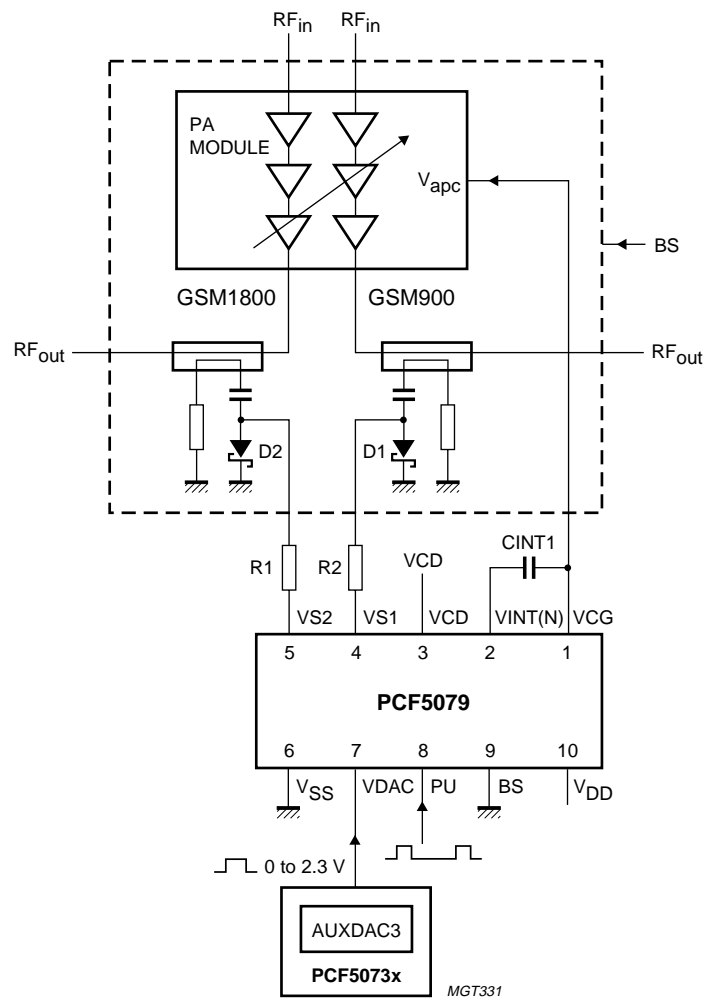 RFin RFin
PA
MODULE
Vapc
BS
GSM1800 GSM900
RFout RFout
D2 D1
CINT1
R1 R2 VCD
VS2 VS1 VCD VINT(N) VCG
5 4 3 2 1
PCF5079
6 7 8 9 10
VSS VDAC PU BS VDD
0 to 2.3 V
AUXDAC3
PCF5073x
MGT331